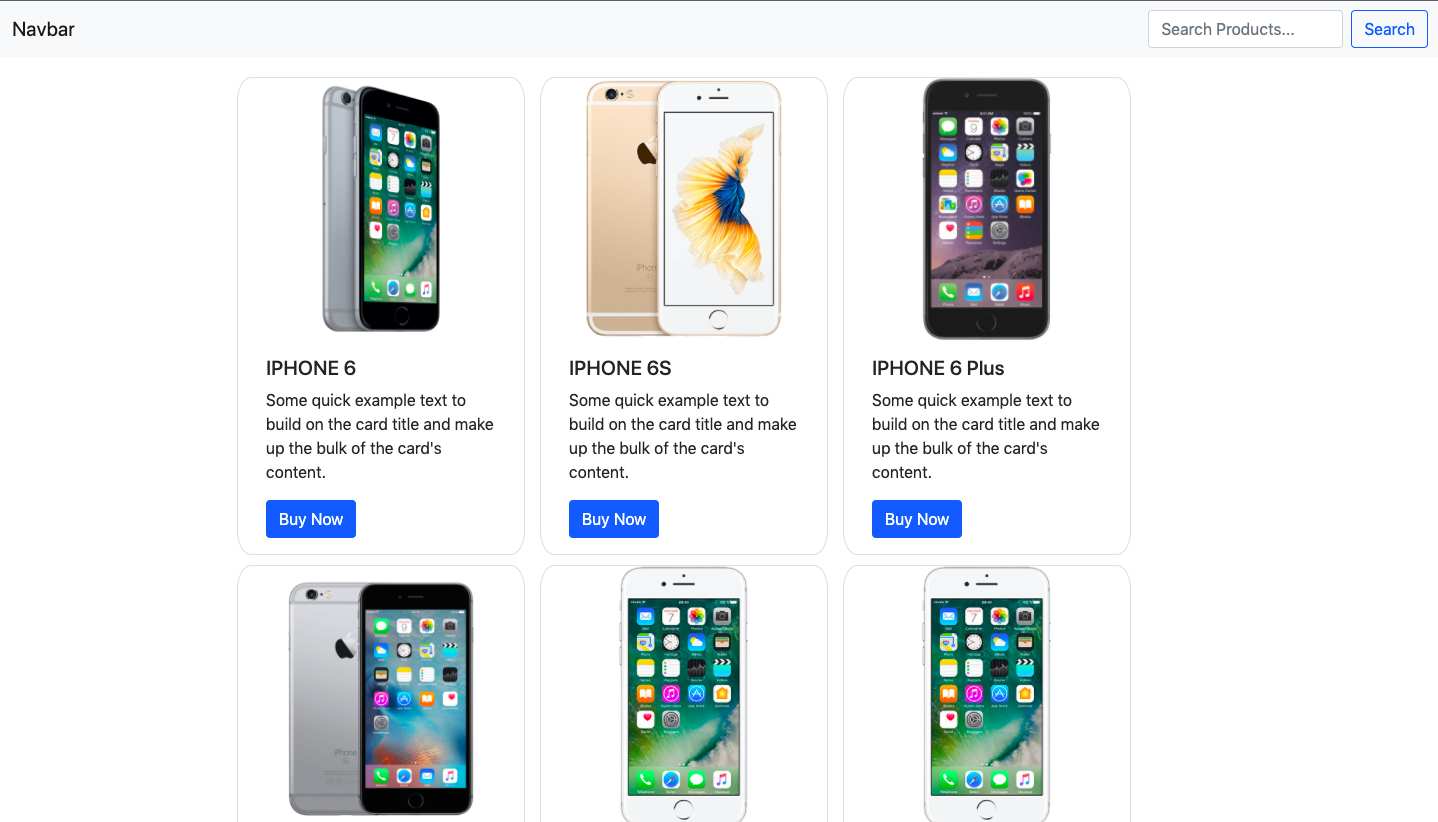 Navbar
Search Products...
Search
IPHONE 6
Some quick example text to
build on the card title and make
up the bulk of the card's
content.
Buy Now
IPHONE 6S
Some quick example text to
build on the card title and make
up the bulk of the card's
content.
Buy Now
IPHONE 6 Plus
Some quick example text to
build on the card title and make
up the bulk of the card's
content.
Buy Now
iPhone